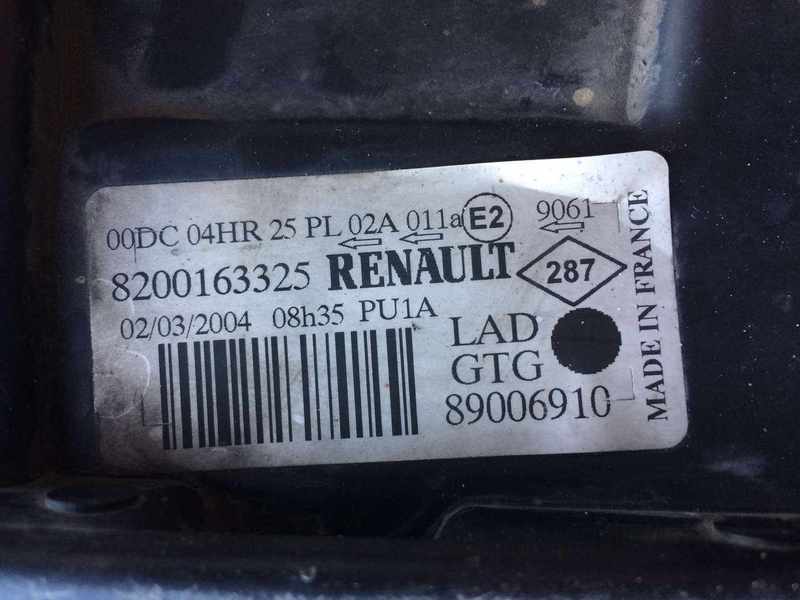 00DC 04HR 25 PL 02A 011a E2 9061
8200163325 RENAULT 287
02/03/2004 08h35 PU1A
LAD
GTG
89006910
MADE IN FRANCE